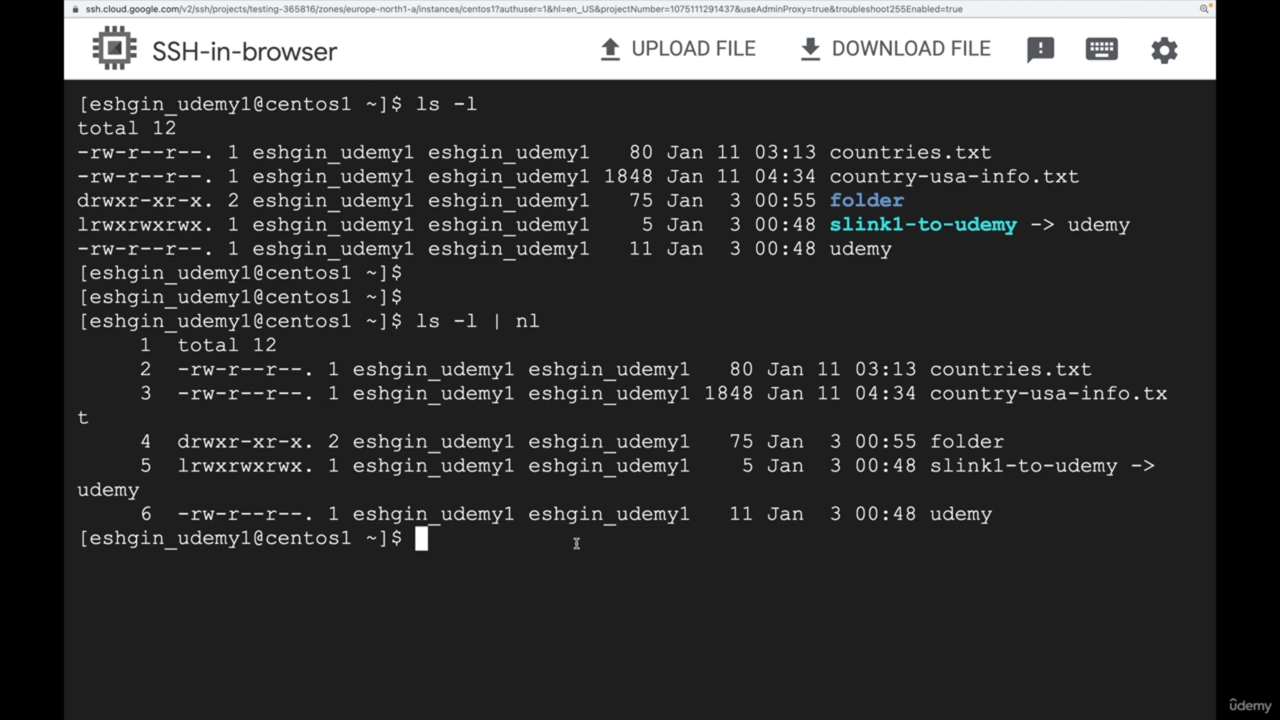 ssh.cloud.google.com/v2/ssh/projects/testing-365816/zones/europe-north1-a/instances/centos1?authuser=1&hl=en_US&projectNumber=1075111291437&useAdminProxy=true&troubleshoot255Enabled=true
SSH-in-browser
UPLOAD FILE
DOWNLOAD FILE
[eshgin_udemy1@centos1 ~]$ ls -l
total 12
-rw-r--r--. 1 eshgin_udemy1 eshgin_udemy1   80 Jan 11 03:13 countries.txt
-rw-r--r--. 1 eshgin_udemy1 eshgin_udemy1 1848 Jan 11 04:34 country-usa-info.txt
drwxr-xr-x. 2 eshgin_udemy1 eshgin_udemy1   75 Jan  3 00:55 folder
lrwxrwxrwx. 1 eshgin_udemy1 eshgin_udemy1    5 Jan  3 00:48 slink1-to-udemy -> udemy
-rw-r--r--. 1 eshgin_udemy1 eshgin_udemy1   11 Jan  3 00:48 udemy
[eshgin_udemy1@centos1 ~]$
[eshgin_udemy1@centos1 ~]$
[eshgin_udemy1@centos1 ~]$ ls -l | nl
     1  total 12
     2  -rw-r--r--. 1 eshgin_udemy1 eshgin_udemy1   80 Jan 11 03:13 countries.txt
     3  -rw-r--r--. 1 eshgin_udemy1 eshgin_udemy1 1848 Jan 11 04:34 country-usa-info.tx
t
     4  drwxr-xr-x. 2 eshgin_udemy1 eshgin_udemy1   75 Jan  3 00:55 folder
     5  lrwxrwxrwx. 1 eshgin_udemy1 eshgin_udemy1    5 Jan  3 00:48 slink1-to-udemy ->
udemy
     6  -rw-r--r--. 1 eshgin_udemy1 eshgin_udemy1   11 Jan  3 00:48 udemy
[eshgin_udemy1@centos1 ~]$
udemy